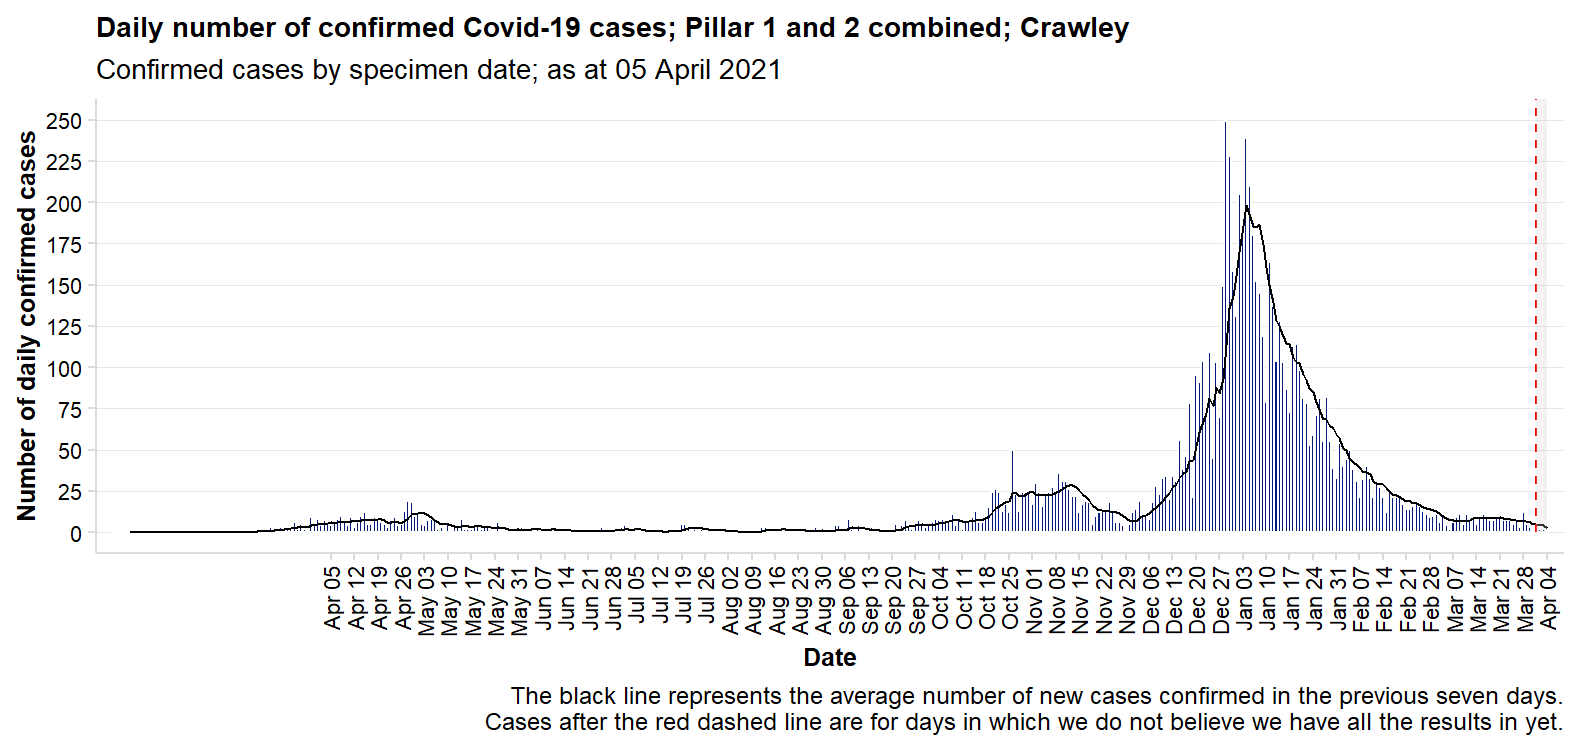 Daily number of confirmed Covid-19 cases; Pillar 1 and 2 combined; Crawley
Confirmed cases by specimen date; as at 05 April 2021
Number of daily confirmed cases
250
225
200
175
150
125
100
75
50
25
0
Apr 05
Apr 12
Apr 19
Apr 26
May 03
May 10
May 17
May 24
May 31
Jun 07
Jun 14
Jun 21
Jun 28
Jul 05
Jul 12
Jul 19
Jul 26
Aug 02
Aug 09
Aug 16
Aug 23
Aug 30
Sep 06
Sep 13
Sep 20
Sep 27
Oct 04
Oct 11
Oct 18
Oct 25
Nov 01
Nov 08
Nov 15
Nov 22
Nov 29
Dec 06
Dec 13
Dec 20
Dec 27
Jan 03
Jan 10
Jan 17
Jan 24
Jan 31
Feb 07
Feb 14
Feb 21
Feb 28
Mar 07
Mar 14
Mar 21
Mar 28
Apr 04
Date
The black line represents the average number of new cases confirmed in the previous seven days.
Cases after the red dashed line are for days in which we do not believe we have all the results in yet.